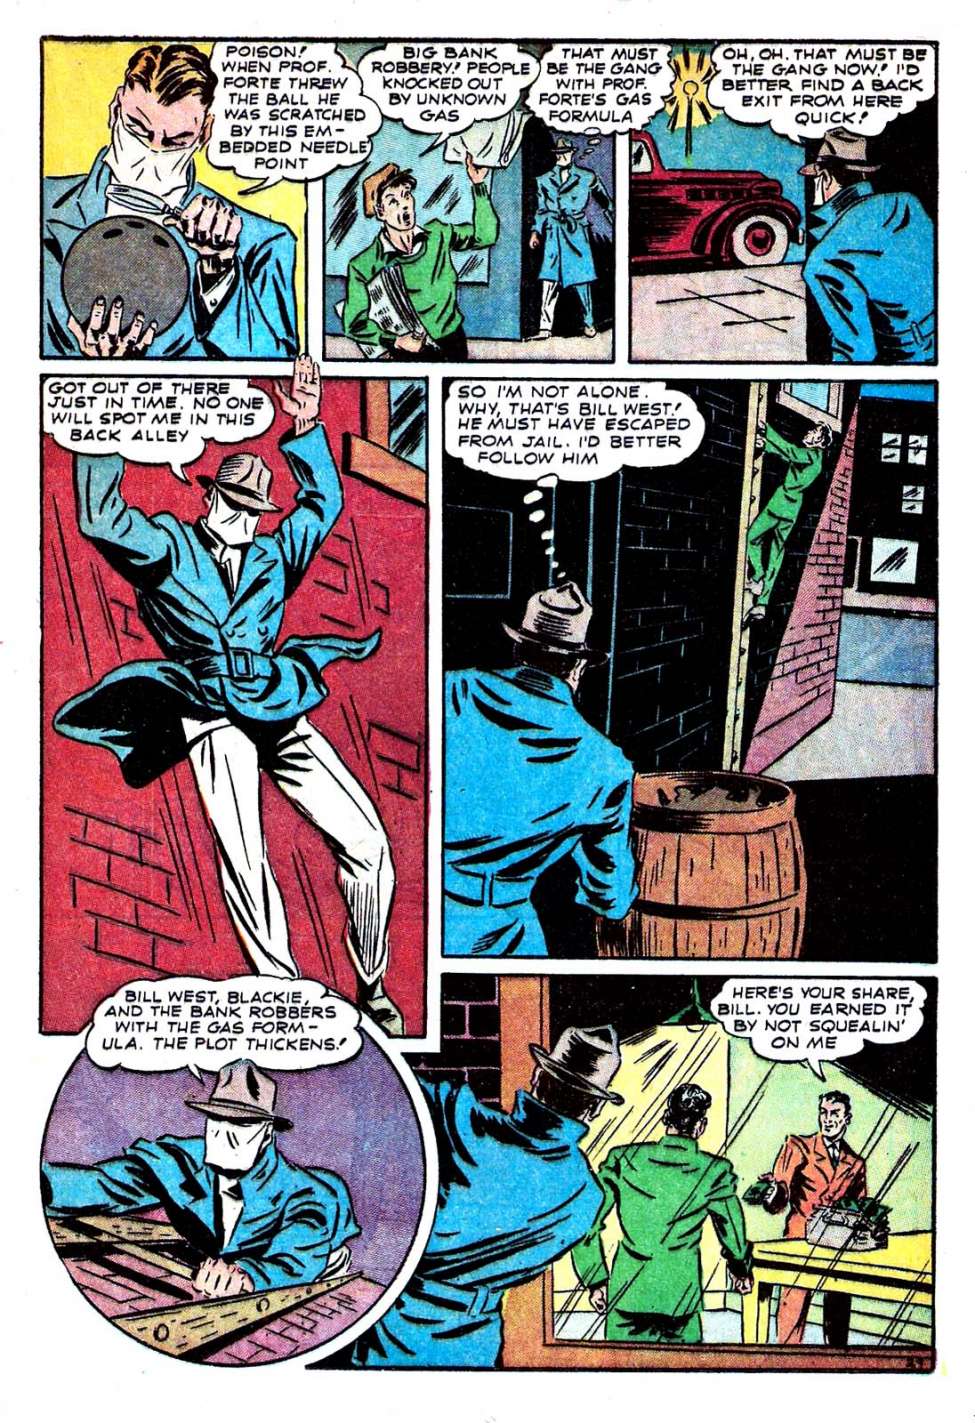 POISON!
WHEN PROF.
FORTE THREW
THE BALL HE
WAS SCRATCHED
BY THIS EM-
BEDDED NEEDLE
POINT
BIG BANK
ROBBERY! PEOPLE
KNOCKED OUT
BY UNKNOWN
GAS
THAT MUST
BE THE GANG
WITH PROF.
FORTE'S GAS
FORMULA
OH, OH. THAT MUST BE
THE GANG NOW! I'D
BETTER FIND A BACK
EXIT FROM HERE
QUICK!
GOT OUT OF THERE
JUST IN TIME. NO ONE
WILL SPOT ME IN THIS
BACK ALLEY
SO I'M NOT ALONE.
WHY, THAT'S BILL WEST!
HE MUST HAVE ESCAPED
FROM JAIL. I'D BETTER
FOLLOW HIM
BILL WEST, BLACKIE,
AND THE BANK ROBBERS
WITH THE GAS FORM-
ULA. THE PLOT THICKENS!
HERE'S YOUR SHARE,
BILL. YOU EARNED IT
BY NOT SQUEALIN'
ON ME